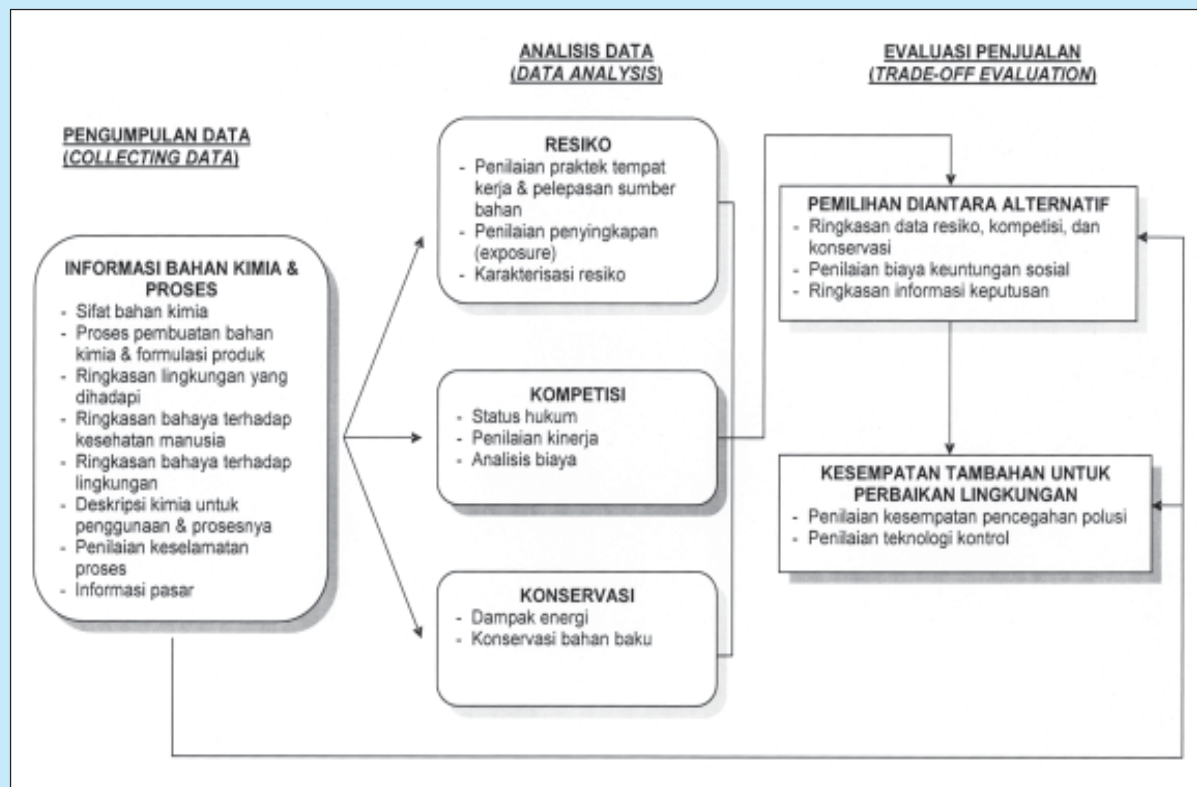 PENGUMPULAN DATA
(COLLECTING DATA)
INFORMASI BAHAN KIMIA &
PROSES
- Sifat bahan kimia
- Proses pembuatan bahan
kimia & formulasi produk
- Ringkasan lingkungan yang
dihadapi
- Ringkasan bahaya terhadap
kesehatan manusia
- Ringkasan bahaya terhadap
lingkungan
- Deskripsi kimia untuk
penggunaan & prosesnya
- Penilaian keselamatan
proses
- Informasi pasar
ANALISIS DATA
(DATA ANALYSIS)
RESIKO
- Penilaian praktek tempat
kerja & pelepasan sumber
bahan
- Penilaian penyingkapan
(exposure)
- Karakterisasi resiko
KOMPETISI
- Status hukum
- Penilaian kinerja
- Analisis biaya
KONSERVASI
- Dampak energi
- Konservasi bahan baku
EVALUASI PENJUALAN
(TRADE-OFF EVALUATION)
PEMILIHAN DIANTARA ALTERNATIF
- Ringkasan data resiko, kompetisi, dan
konservasi
- Penilaian biaya keuntungan sosial
- Ringkasan informasi keputusan
KESEMPATAN TAMBAHAN UNTUK
PERBAIKAN LINGKUNGAN
- Penilaian kesempatan pencegahan polusi
- Penilaian teknologi kontrol